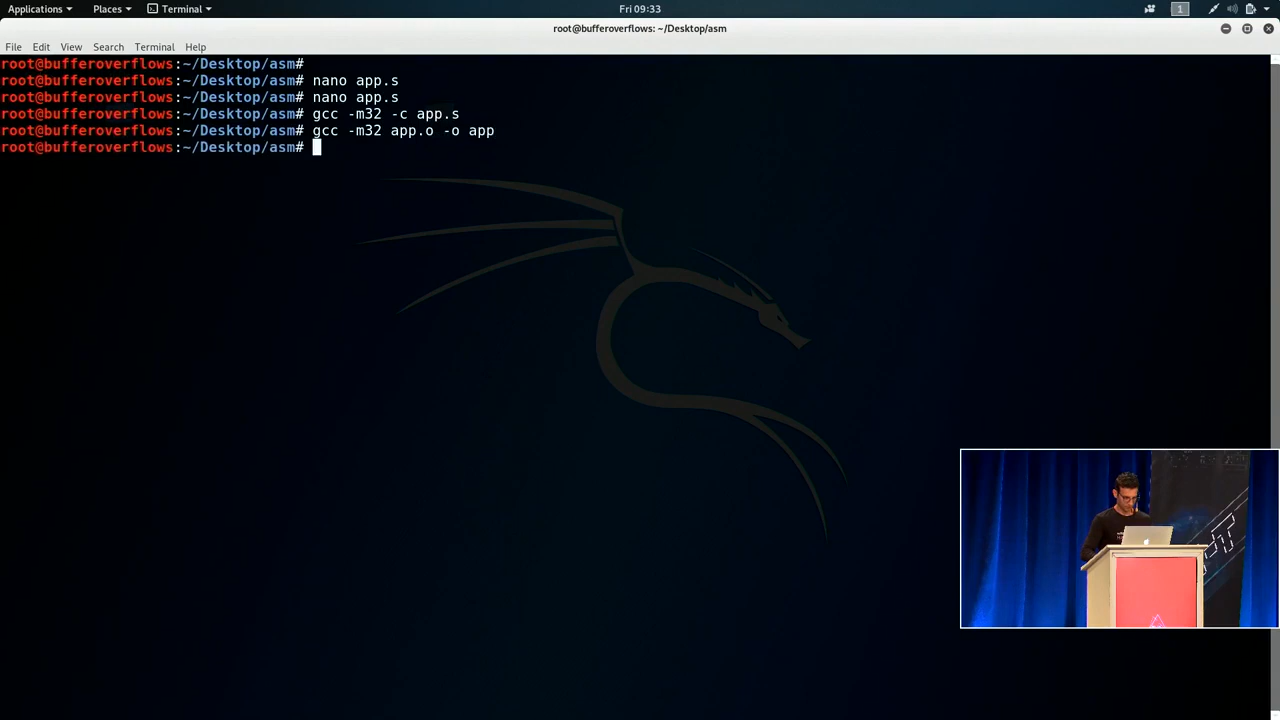 Applications Places Terminal Fri 09:33 1
root@bufferoverflows: ~/Desktop/asm
File Edit View Search Terminal Help
root@bufferoverflows:~/Desktop/asm#
root@bufferoverflows:~/Desktop/asm# nano app.s
root@bufferoverflows:~/Desktop/asm# nano app.s
root@bufferoverflows:~/Desktop/asm# gcc -m32 -c app.s
root@bufferoverflows:~/Desktop/asm# gcc -m32 app.o -o app
root@bufferoverflows:~/Desktop/asm#